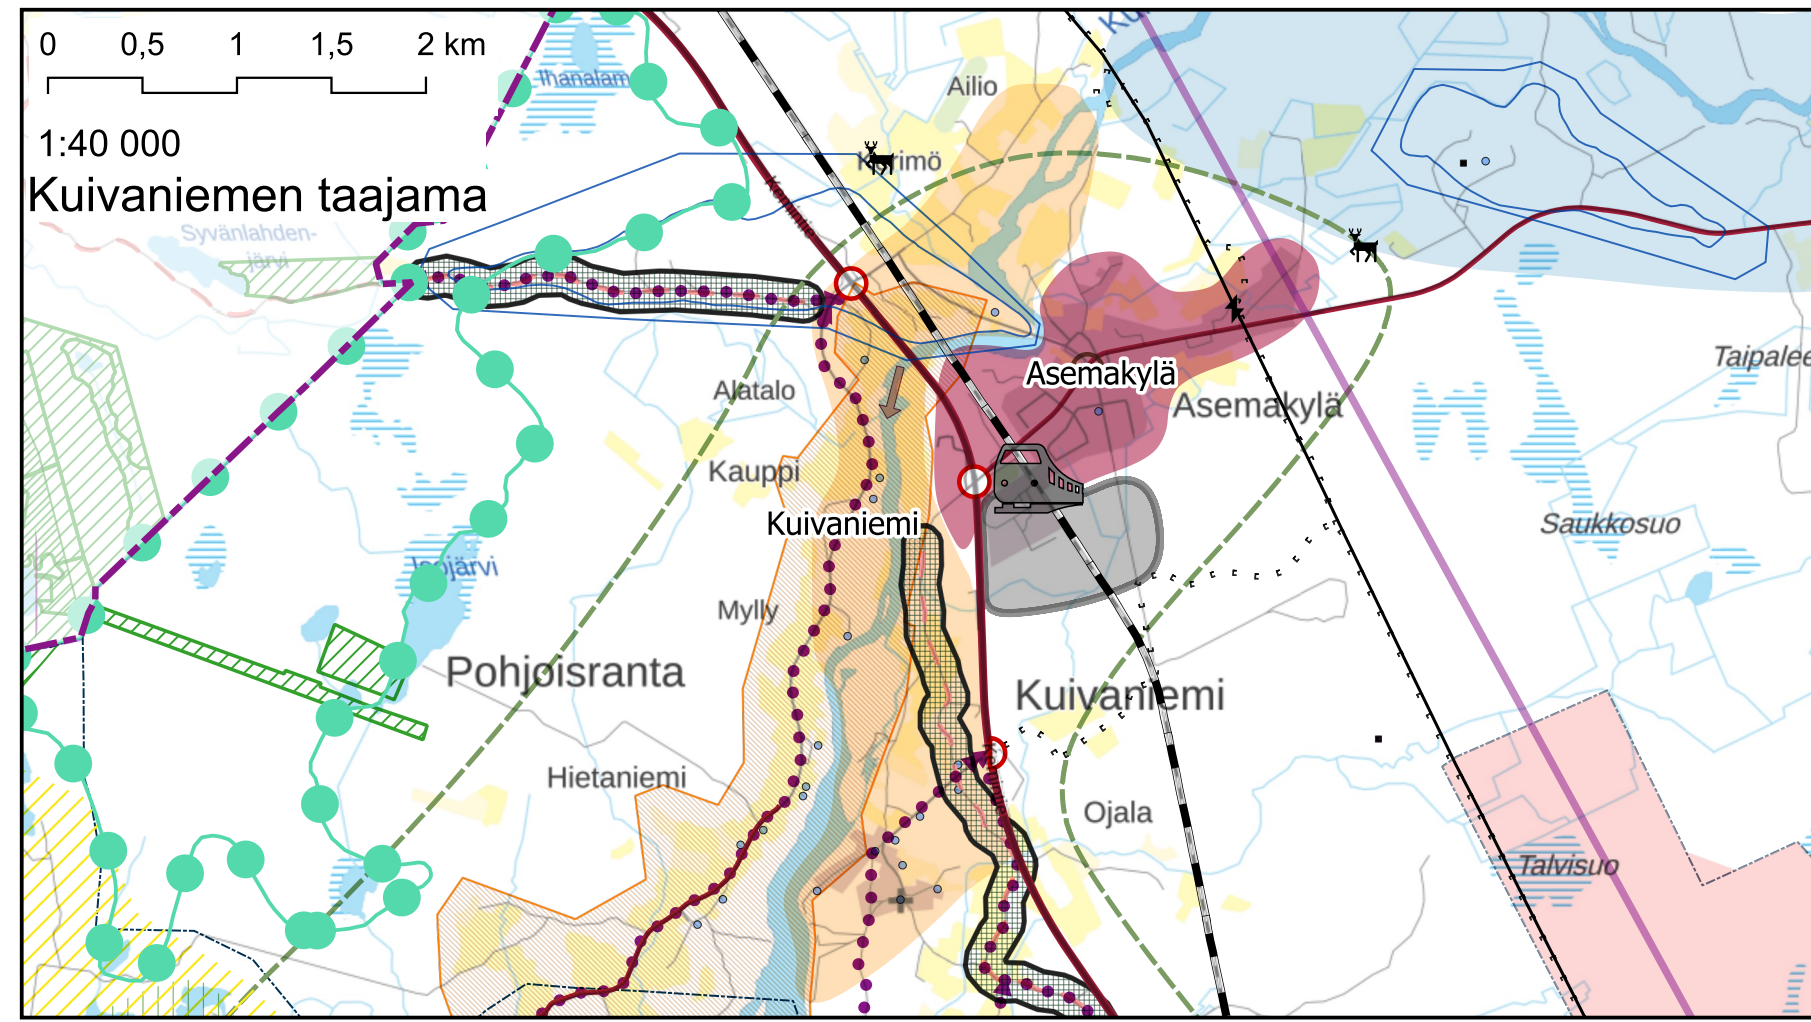 0 0,5 1 1,5 2 km
1:40 000
Kuivaniemen taajama
Ailio
Syvänlahden-
järvi
Kemintie
Taipalee
Alatalo
Asemakylä
Asemakylä
Kauppi
Kuivaniemi
Saukkosuo
Mylly
Pohjoisranta
Kuivaniemi
Hietaniemi
Ojala
Talvisuo